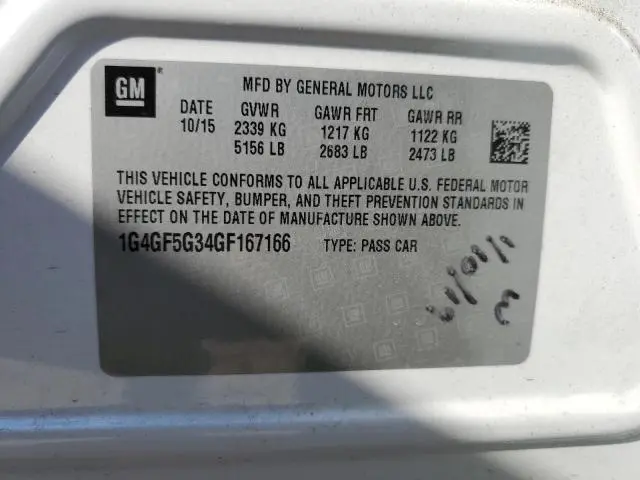 GM
MFD BY GENERAL MOTORS LLC
DATE GVWR GAWR FRT GAWR RR
10/15 2339 KG 1217 KG 1122 KG
5156 LB 2683 LB 2473 LB
THIS VEHICLE CONFORMS TO ALL APPLICABLE U.S. FEDERAL MOTOR
VEHICLE SAFETY, BUMPER, AND THEFT PREVENTION STANDARDS IN
EFFECT ON THE DATE OF MANUFACTURE SHOWN ABOVE.
1G4GF5G34GF167166 TYPE: PASS CAR